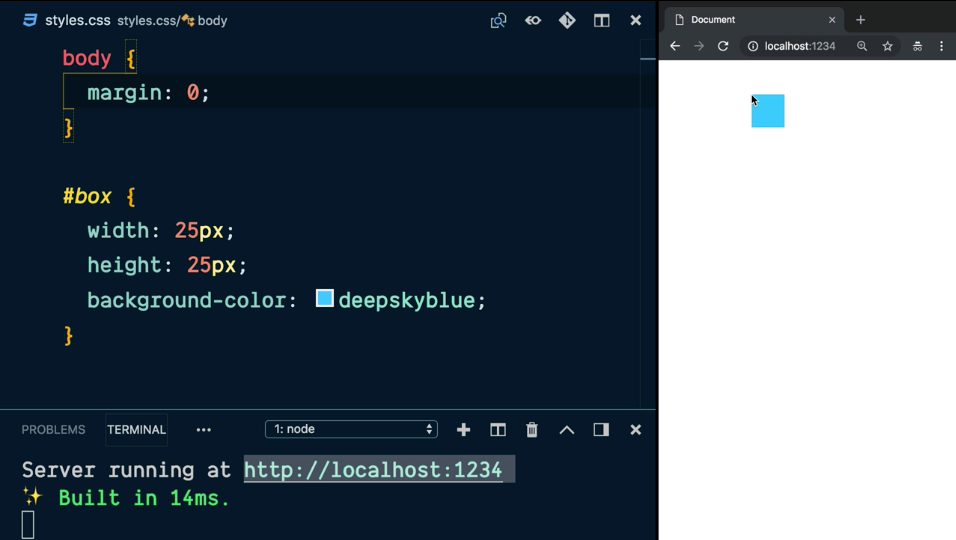 styles.css styles.css/ body
body {
margin: 0;
}
#box {
width: 25px;
height: 25px;
background-color: deepskyblue;
}
PROBLEMS TERMINAL ••• 1: node
Server running at http://localhost:1234
✨ Built in 14ms.
Document
localhost:1234